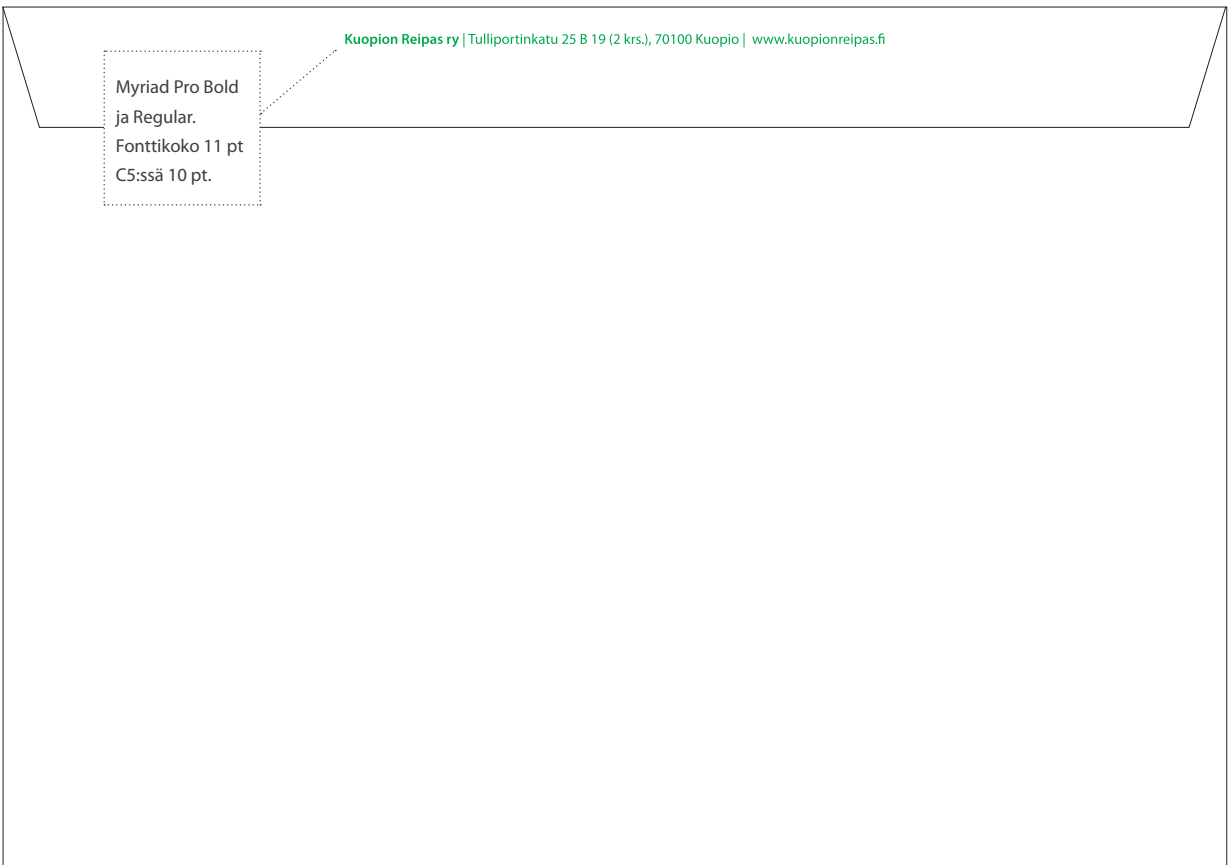 Kuopion Reipas ry | Tulliportinkatu 25 B 19 (2 krs.), 70100 Kuopio | www.kuopionreipas.fi
Myriad Pro Bold
ja Regular.
Fonttikoko 11 pt
C5:ssä 10 pt.